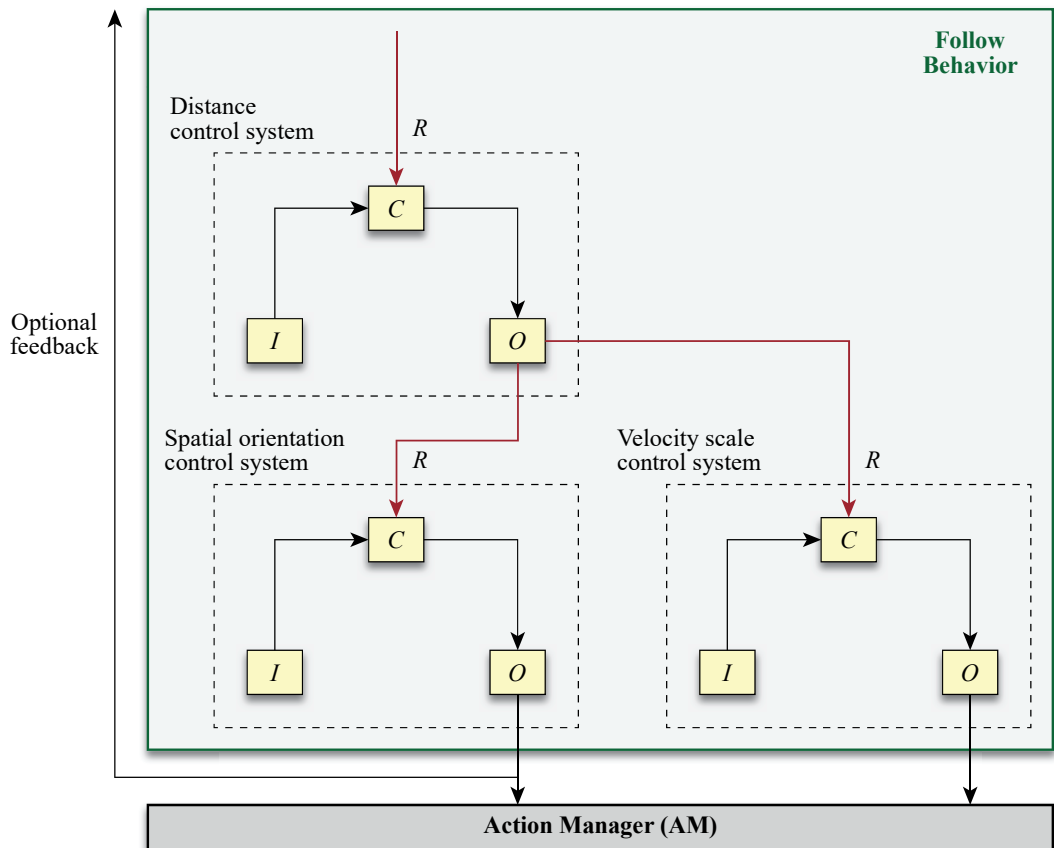 Follow
Behavior
Distance
control system
R
C
Optional
feedback
I
O
Spatial orientation
control system
R
Velocity scale
control system
R
C
C
I
O
I
O
Action Manager (AM)